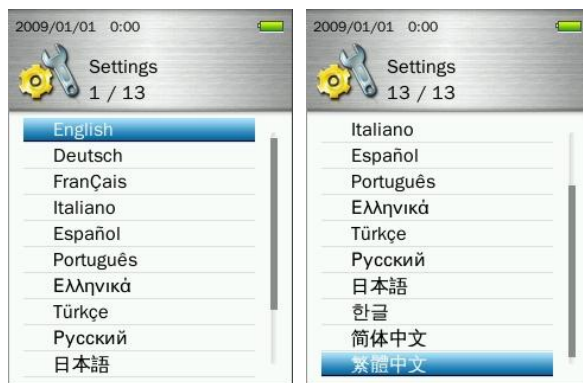 2009/01/01 0:00
Settings
1 / 13
English
Deutsch
FranÇais
Italiano
Español
Português
Ελληνικά
Türkçe
Русский
日本語
2009/01/01 0:00
Settings
13 / 13
Italiano
Español
Português
Ελληνικά
Türkçe
Русский
日本語
한글
简体中文
繁體中文